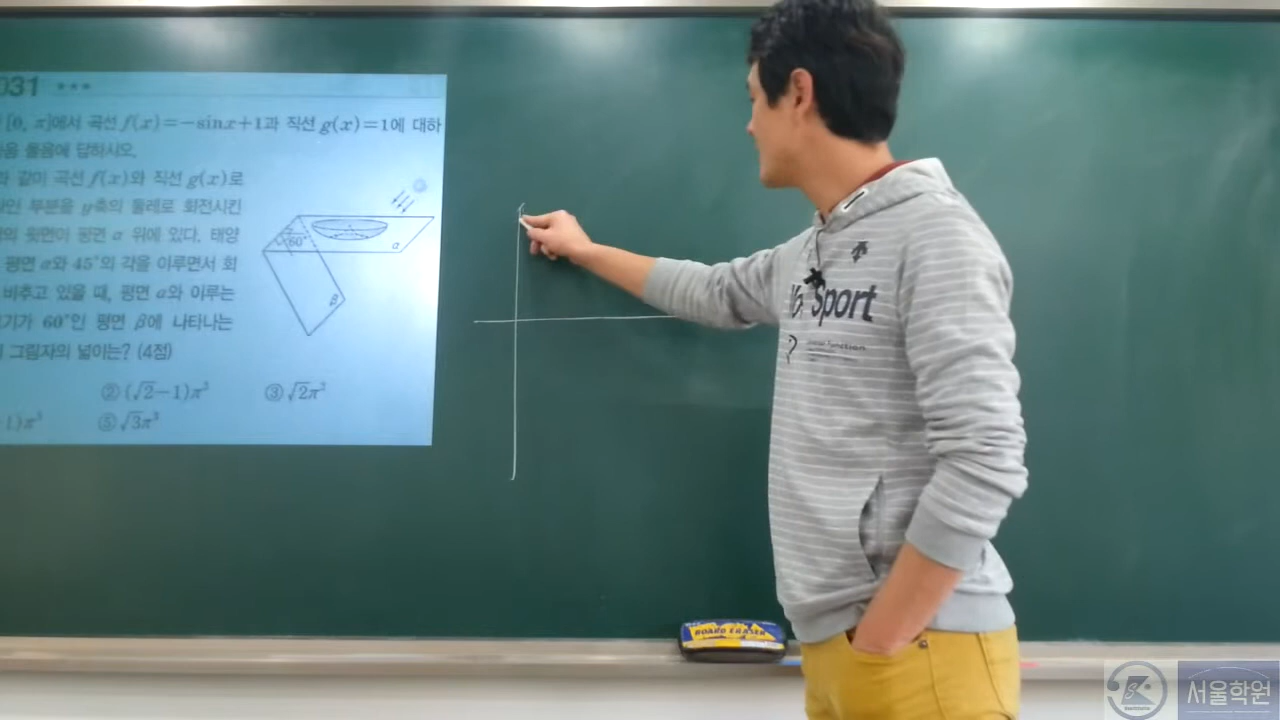 031 ***
[0, π]에서 곡선 f(x)=-sinx+1과 직선 g(x)=1에 대하
음 물음에 답하시오.
같이 곡선 f(x)와 직선 g(x)로
싸인 부분을 y축의 둘레로 회전시킨
의 윗면이 평면 α 위에 있다. 태양
평면 α와 45°의 각을 이루면서 회
비추고 있을 때, 평면 α와 이루는
기가 60°인 평면 β에 나타나는
그림자의 넓이는? (4점)
60°
α
β
② (√2-1)π³ ③ √2π²
1)π³ ⑤ √3π³
Sport
BOARD ERASER
서울학원